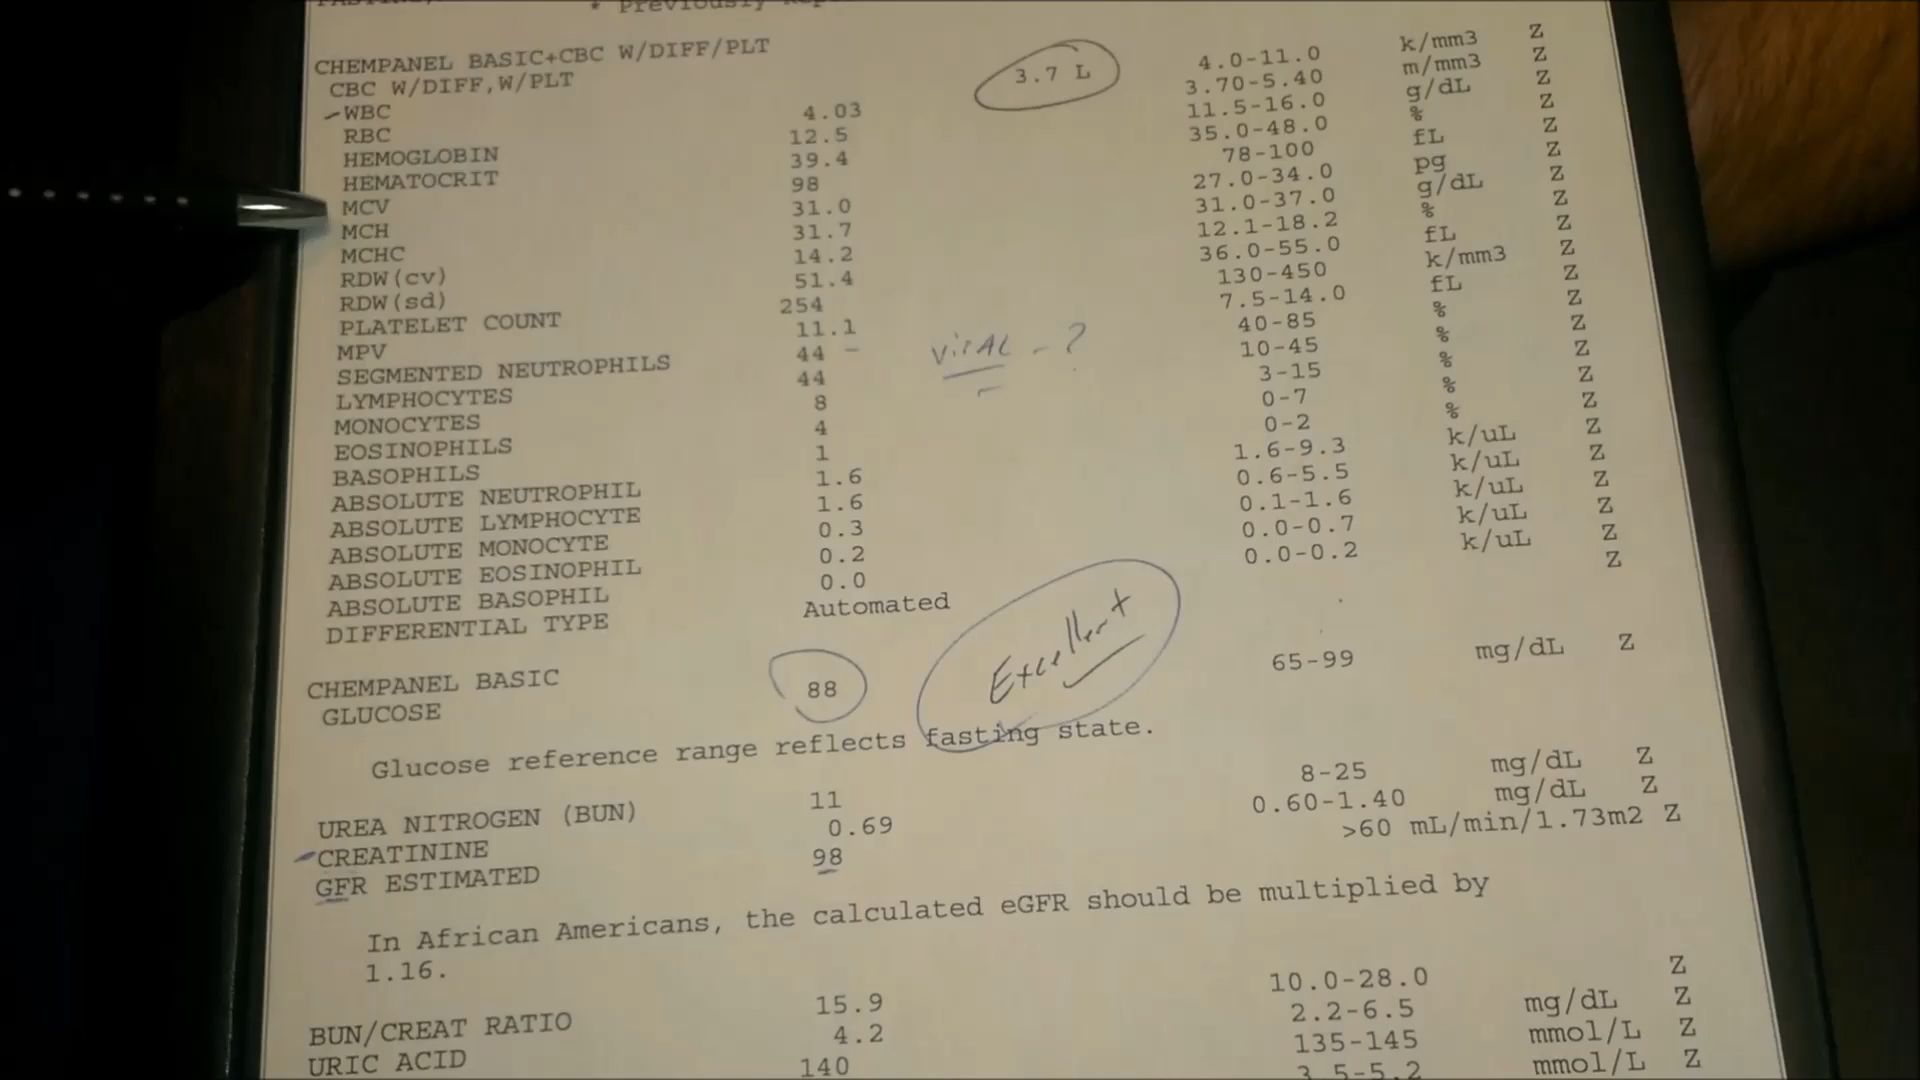 * Previously
CHEMPANEL BASIC+CBC W/DIFF/PLT
CBC W/DIFF,W/PLT
WBC 3.7 L 4.0-11.0 k/mm3 Z
RBC 4.03 3.70-5.40 m/mm3 Z
HEMOGLOBIN 12.5 11.5-16.0 g/dL Z
HEMATOCRIT 39.4 35.0-48.0 % Z
MCV 98 78-100 fL Z
MCH 31.0 27.0-34.0 pg Z
MCHC 31.7 31.0-37.0 g/dL Z
RDW(cv) 14.2 12.1-18.2 % Z
RDW(sd) 51.4 36.0-55.0 fL Z
PLATELET COUNT 254 130-450 k/mm3 Z
MPV 11.1 7.5-14.0 fL Z
SEGMENTED NEUTROPHILS 44 - 40-85 % Z
LYMPHOCYTES 44 viral - ? 10-45 % Z
MONOCYTES 8 3-15 % Z
EOSINOPHILS 4 0-7 % Z
BASOPHILS 1 0-2 % Z
ABSOLUTE NEUTROPHIL 1.6 1.6-9.3 k/uL Z
ABSOLUTE LYMPHOCYTE 1.6 0.6-5.5 k/uL Z
ABSOLUTE MONOCYTE 0.3 0.1-1.6 k/uL Z
ABSOLUTE EOSINOPHIL 0.2 0.0-0.7 k/uL Z
ABSOLUTE BASOPHIL 0.0 0.0-0.2 k/uL Z
DIFFERENTIAL TYPE Automated Z
Excellent
CHEMPANEL BASIC
GLUCOSE 88 65-99 mg/dL Z
Glucose reference range reflects fasting state.
UREA NITROGEN (BUN) 11 8-25 mg/dL Z
CREATININE 0.69 0.60-1.40 mg/dL Z
GFR ESTIMATED 98 >60 mL/min/1.73m2 Z
In African Americans, the calculated eGFR should be multiplied by
1.16.
BUN/CREAT RATIO 15.9 10.0-28.0 Z
URIC ACID 4.2 2.2-6.5 mg/dL Z
140 135-145 mmol/L Z
3.5-5.2 mmol/L Z